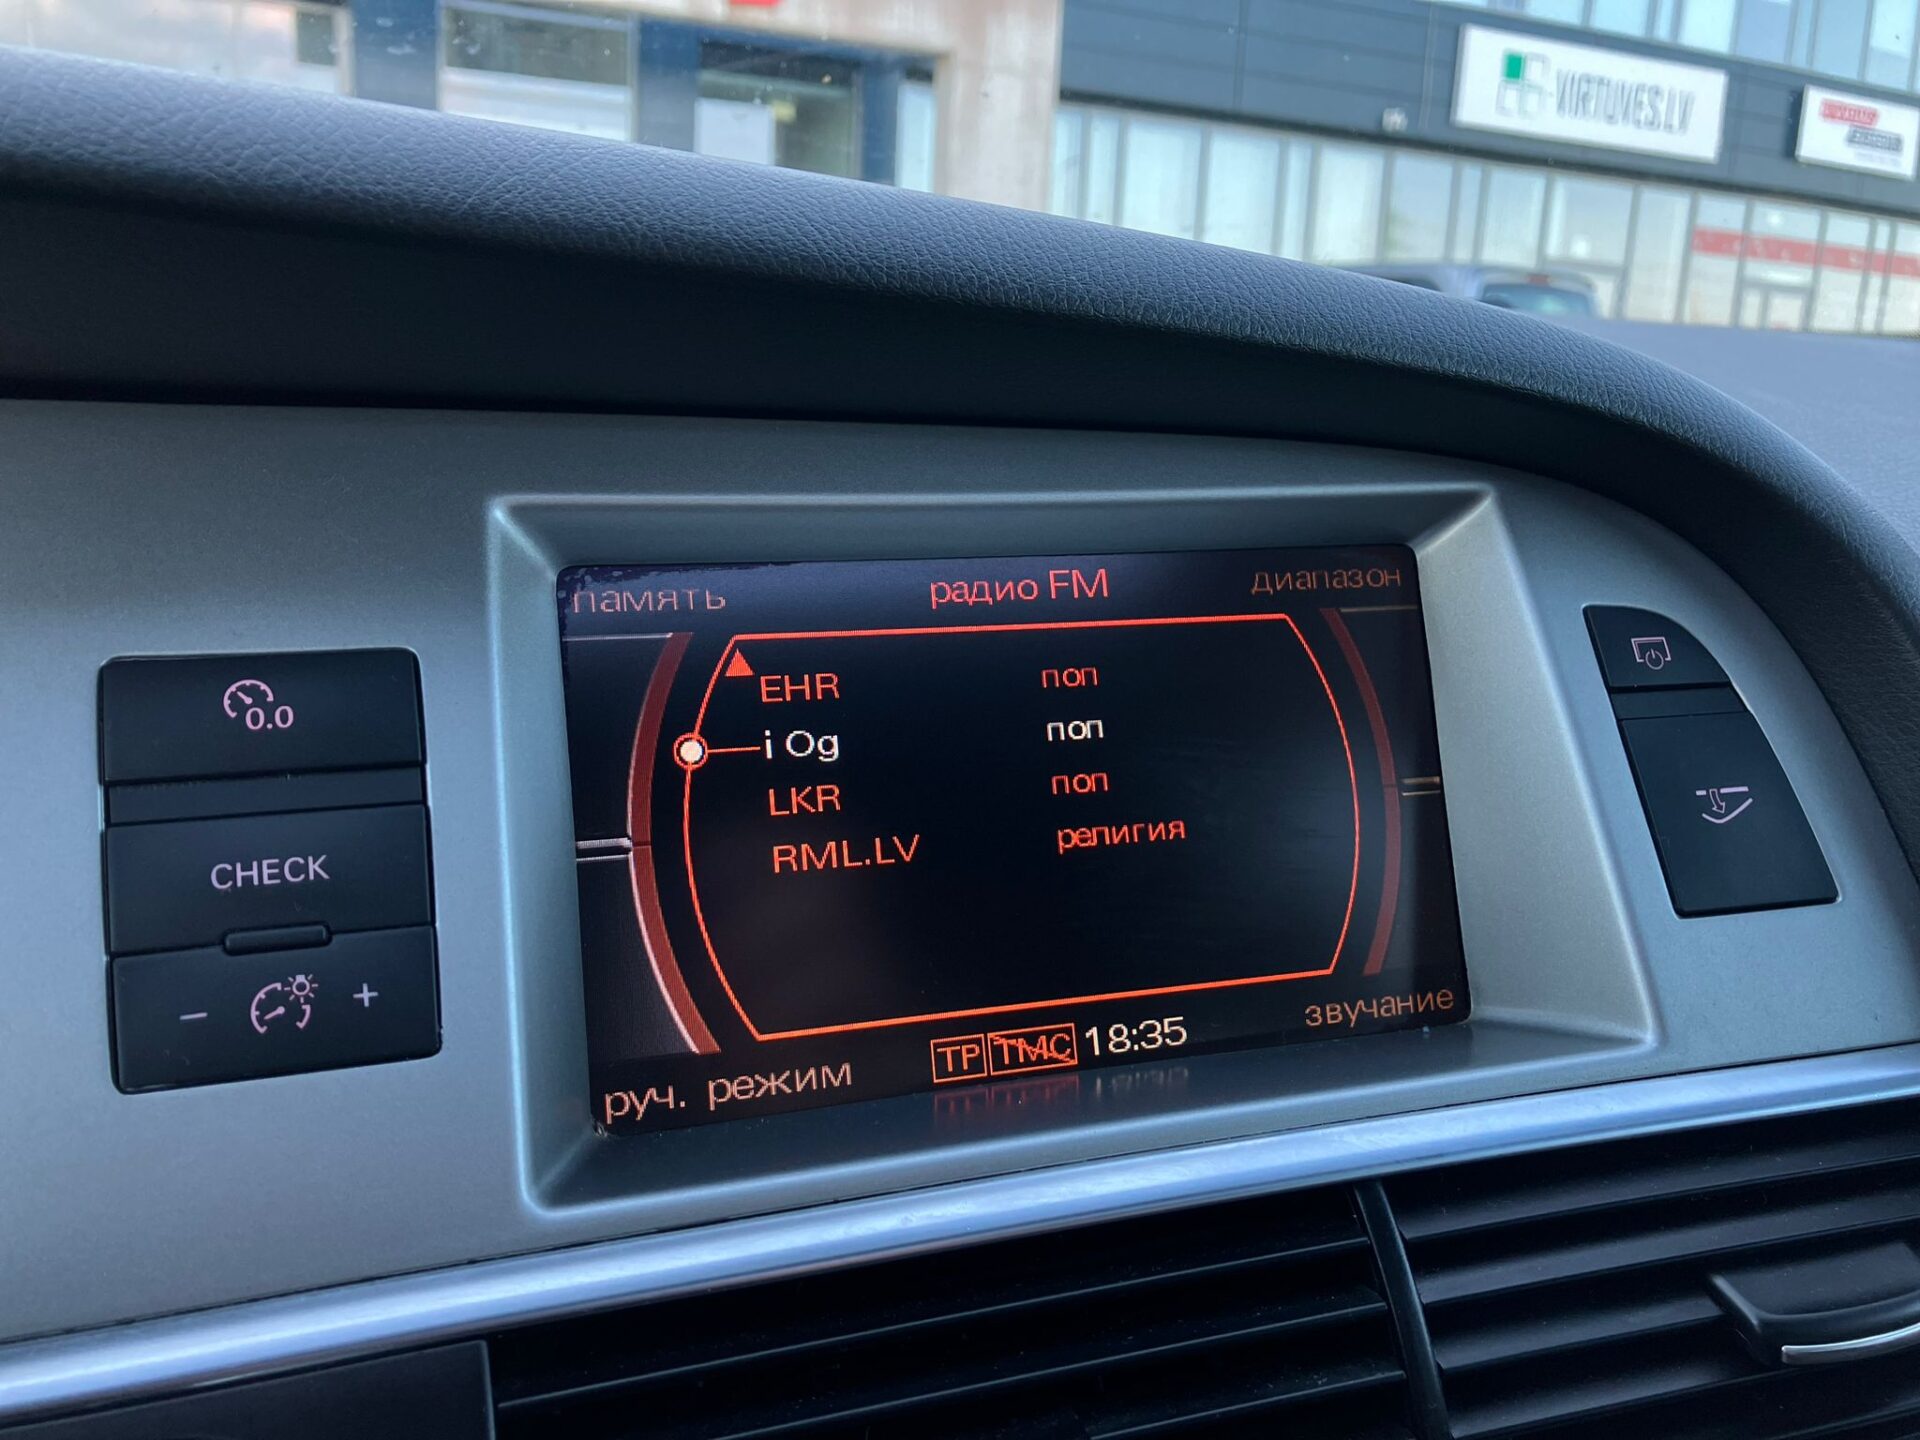 VIRTUVES.LV
память
радио FM
диапазон
EHR поп
i Og поп
LKR поп
RML.LV религия
руч. режим
TP TMC 18:35
звучание
0.0
CHECK
− +